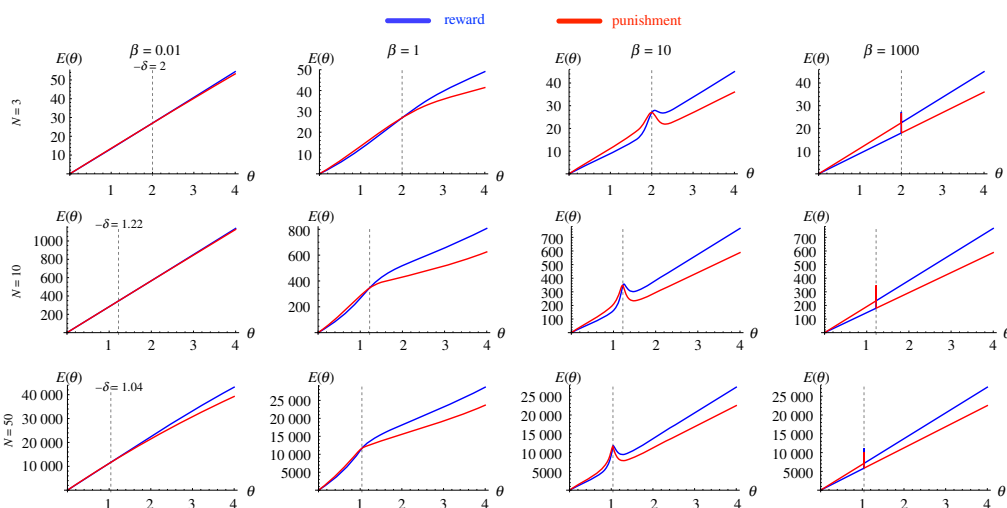 reward punishment
β = 0.01 β = 1 β = 10 β = 1000
E(θ) E(θ) E(θ) E(θ)
−δ = 2
N = 3
50 40 30 20 10
50 40 30 20 10
40 30 20 10
40 30 20 10
1 2 3 4 θ 1 2 3 4 θ 1 2 3 4 θ 1 2 3 4 θ
E(θ) E(θ) E(θ) E(θ)
−δ = 1.22
N = 10
1000 800 600 400 200
800 600 400 200
700 600 500 400 300 200 100
700 600 500 400 300 200 100
1 2 3 4 θ 1 2 3 4 θ 1 2 3 4 θ 1 2 3 4 θ
E(θ) E(θ) E(θ) E(θ)
−δ = 1.04
N = 50
40 000 30 000 20 000 10 000
25 000 20 000 15 000 10 000 5000
25 000 20 000 15 000 10 000 5000
25 000 20 000 15 000 10 000 5000
1 2 3 4 θ 1 2 3 4 θ 1 2 3 4 θ 1 2 3 4 θ